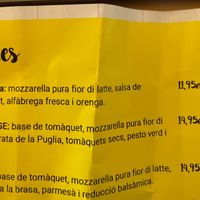 es
a: mozzarella pura fior di latte, salsa de
t, alfàbrega fresca i orenga.
11,95€
SE: base de tomàquet, mozzarella pura fior di
rata de la Puglia, tomàquets secs, pesto verd i
14,95€
base de tomàquet, mozzarella pura fior di
a la brasa, parmesà i reducció balsàmica.
14,95